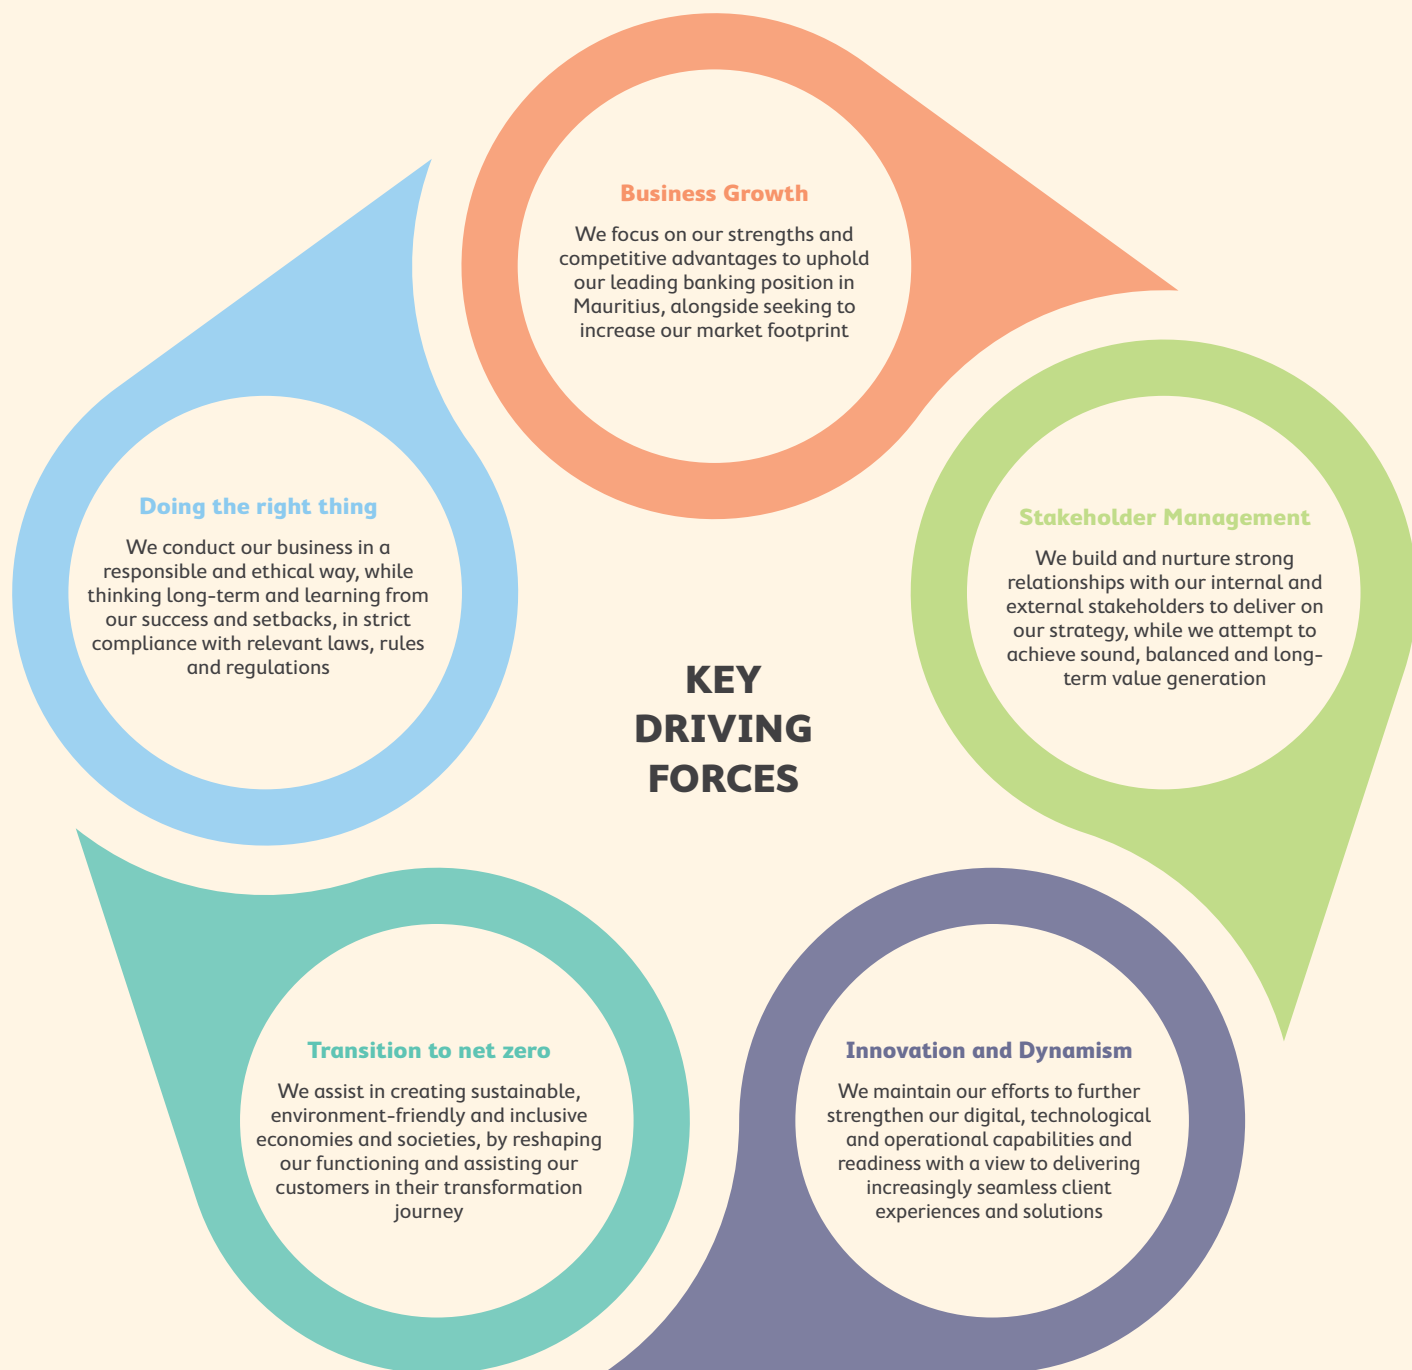 Business Growth
We focus on our strengths and
competitive advantages to uphold
our leading banking position in
Mauritius, alongside seeking to
increase our market footprint
Doing the right thing
We conduct our business in a
responsible and ethical way, while
thinking long-term and learning from
our success and setbacks, in strict
compliance with relevant laws, rules
and regulations
Stakeholder Management
We build and nurture strong
relationships with our internal and
external stakeholders to deliver on
our strategy, while we attempt to
achieve sound, balanced and long-
term value generation
KEY
DRIVING
FORCES
Transition to net zero
We assist in creating sustainable,
environment-friendly and inclusive
economies and societies, by reshaping
our functioning and assisting our
customers in their transformation
journey
Innovation and Dynamism
We maintain our efforts to further
strengthen our digital, technological
and operational capabilities and
readiness with a view to delivering
increasingly seamless client
experiences and solutions